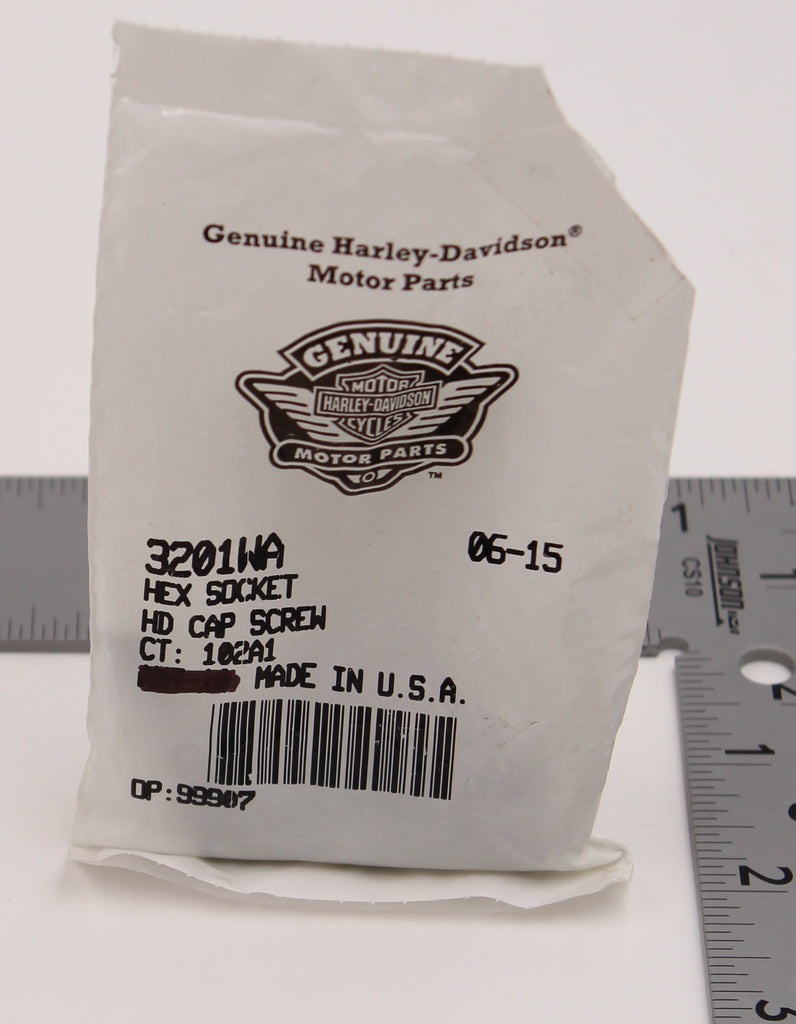 Genuine Harley-Davidson®
Motor Parts
GENUINE
MOTOR
HARLEY-DAVIDSON
CYCLES
MOTOR PARTS
TM
3201WA
06-15
HEX SOCKET
HD CAP SCREW
CT: 102A1
MADE IN U.S.A.
OP:99907
1
JOHNSON
CS10
1
2
1
2
3